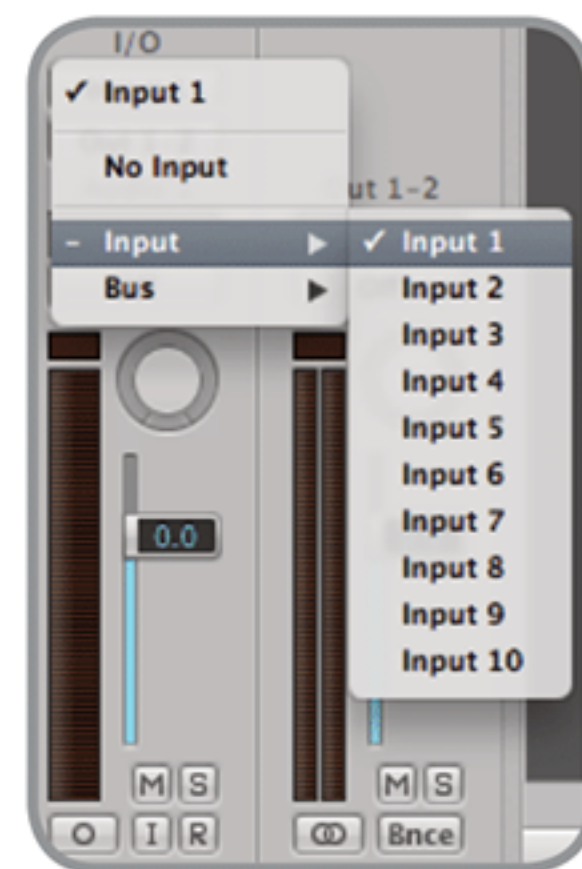 I/O
✓ Input 1
No Input
ut 1-2
– Input ▶
✓ Input 1
Bus ▶
Input 2
Input 3
Input 4
Input 5
Input 6
Input 7
Input 8
Input 9
Input 10
0.0
M S
M S
I R
Bnce